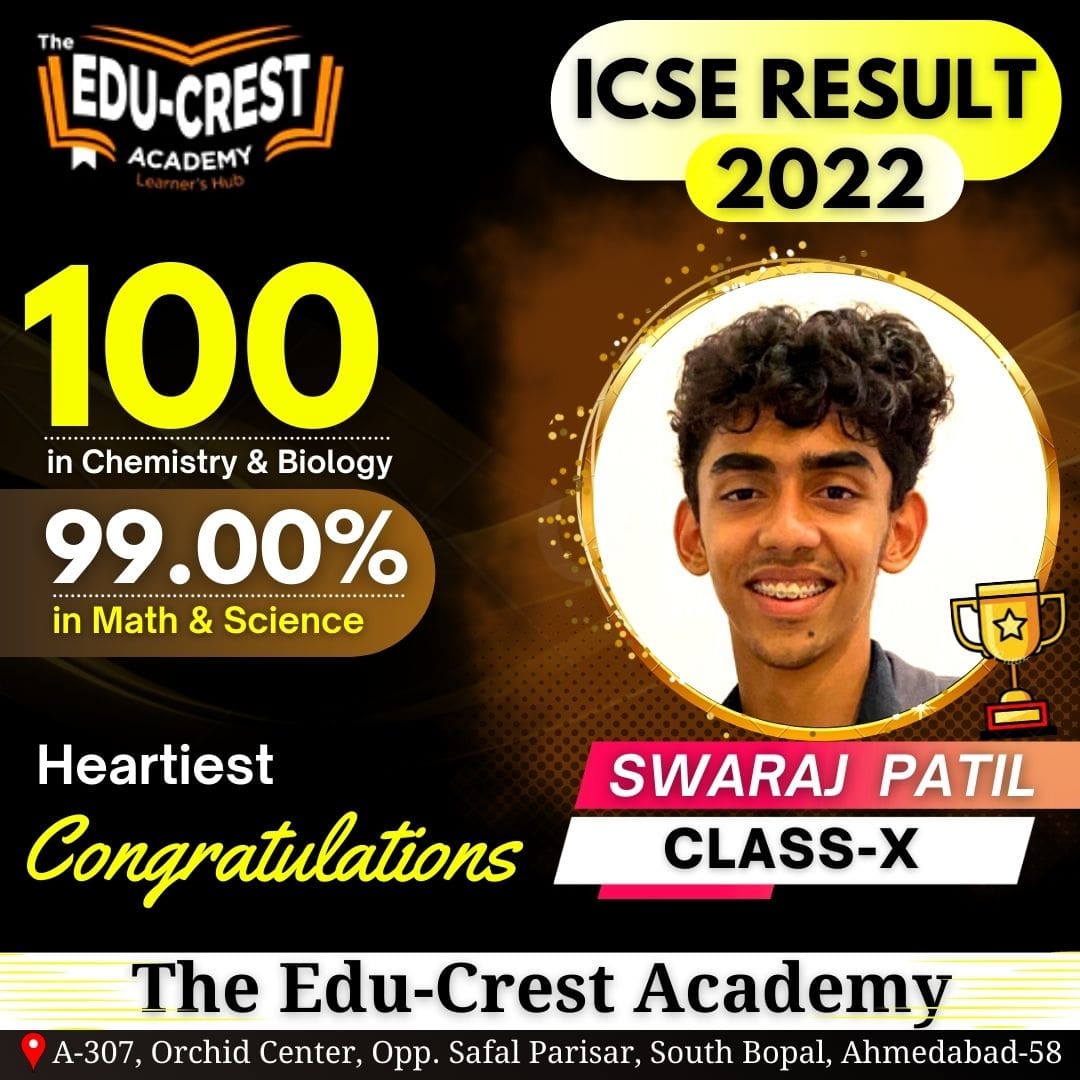 The
EDU-CREST
ACADEMY
Learner's Hub
ICSE RESULT
2022
100
in Chemistry & Biology
99.00%
in Math & Science
Heartiest
Congratulations
SWARAJ PATIL
CLASS-X
The Edu-Crest Academy
A-307, Orchid Center, Opp. Safal Parisar, South Bopal, Ahmedabad-58